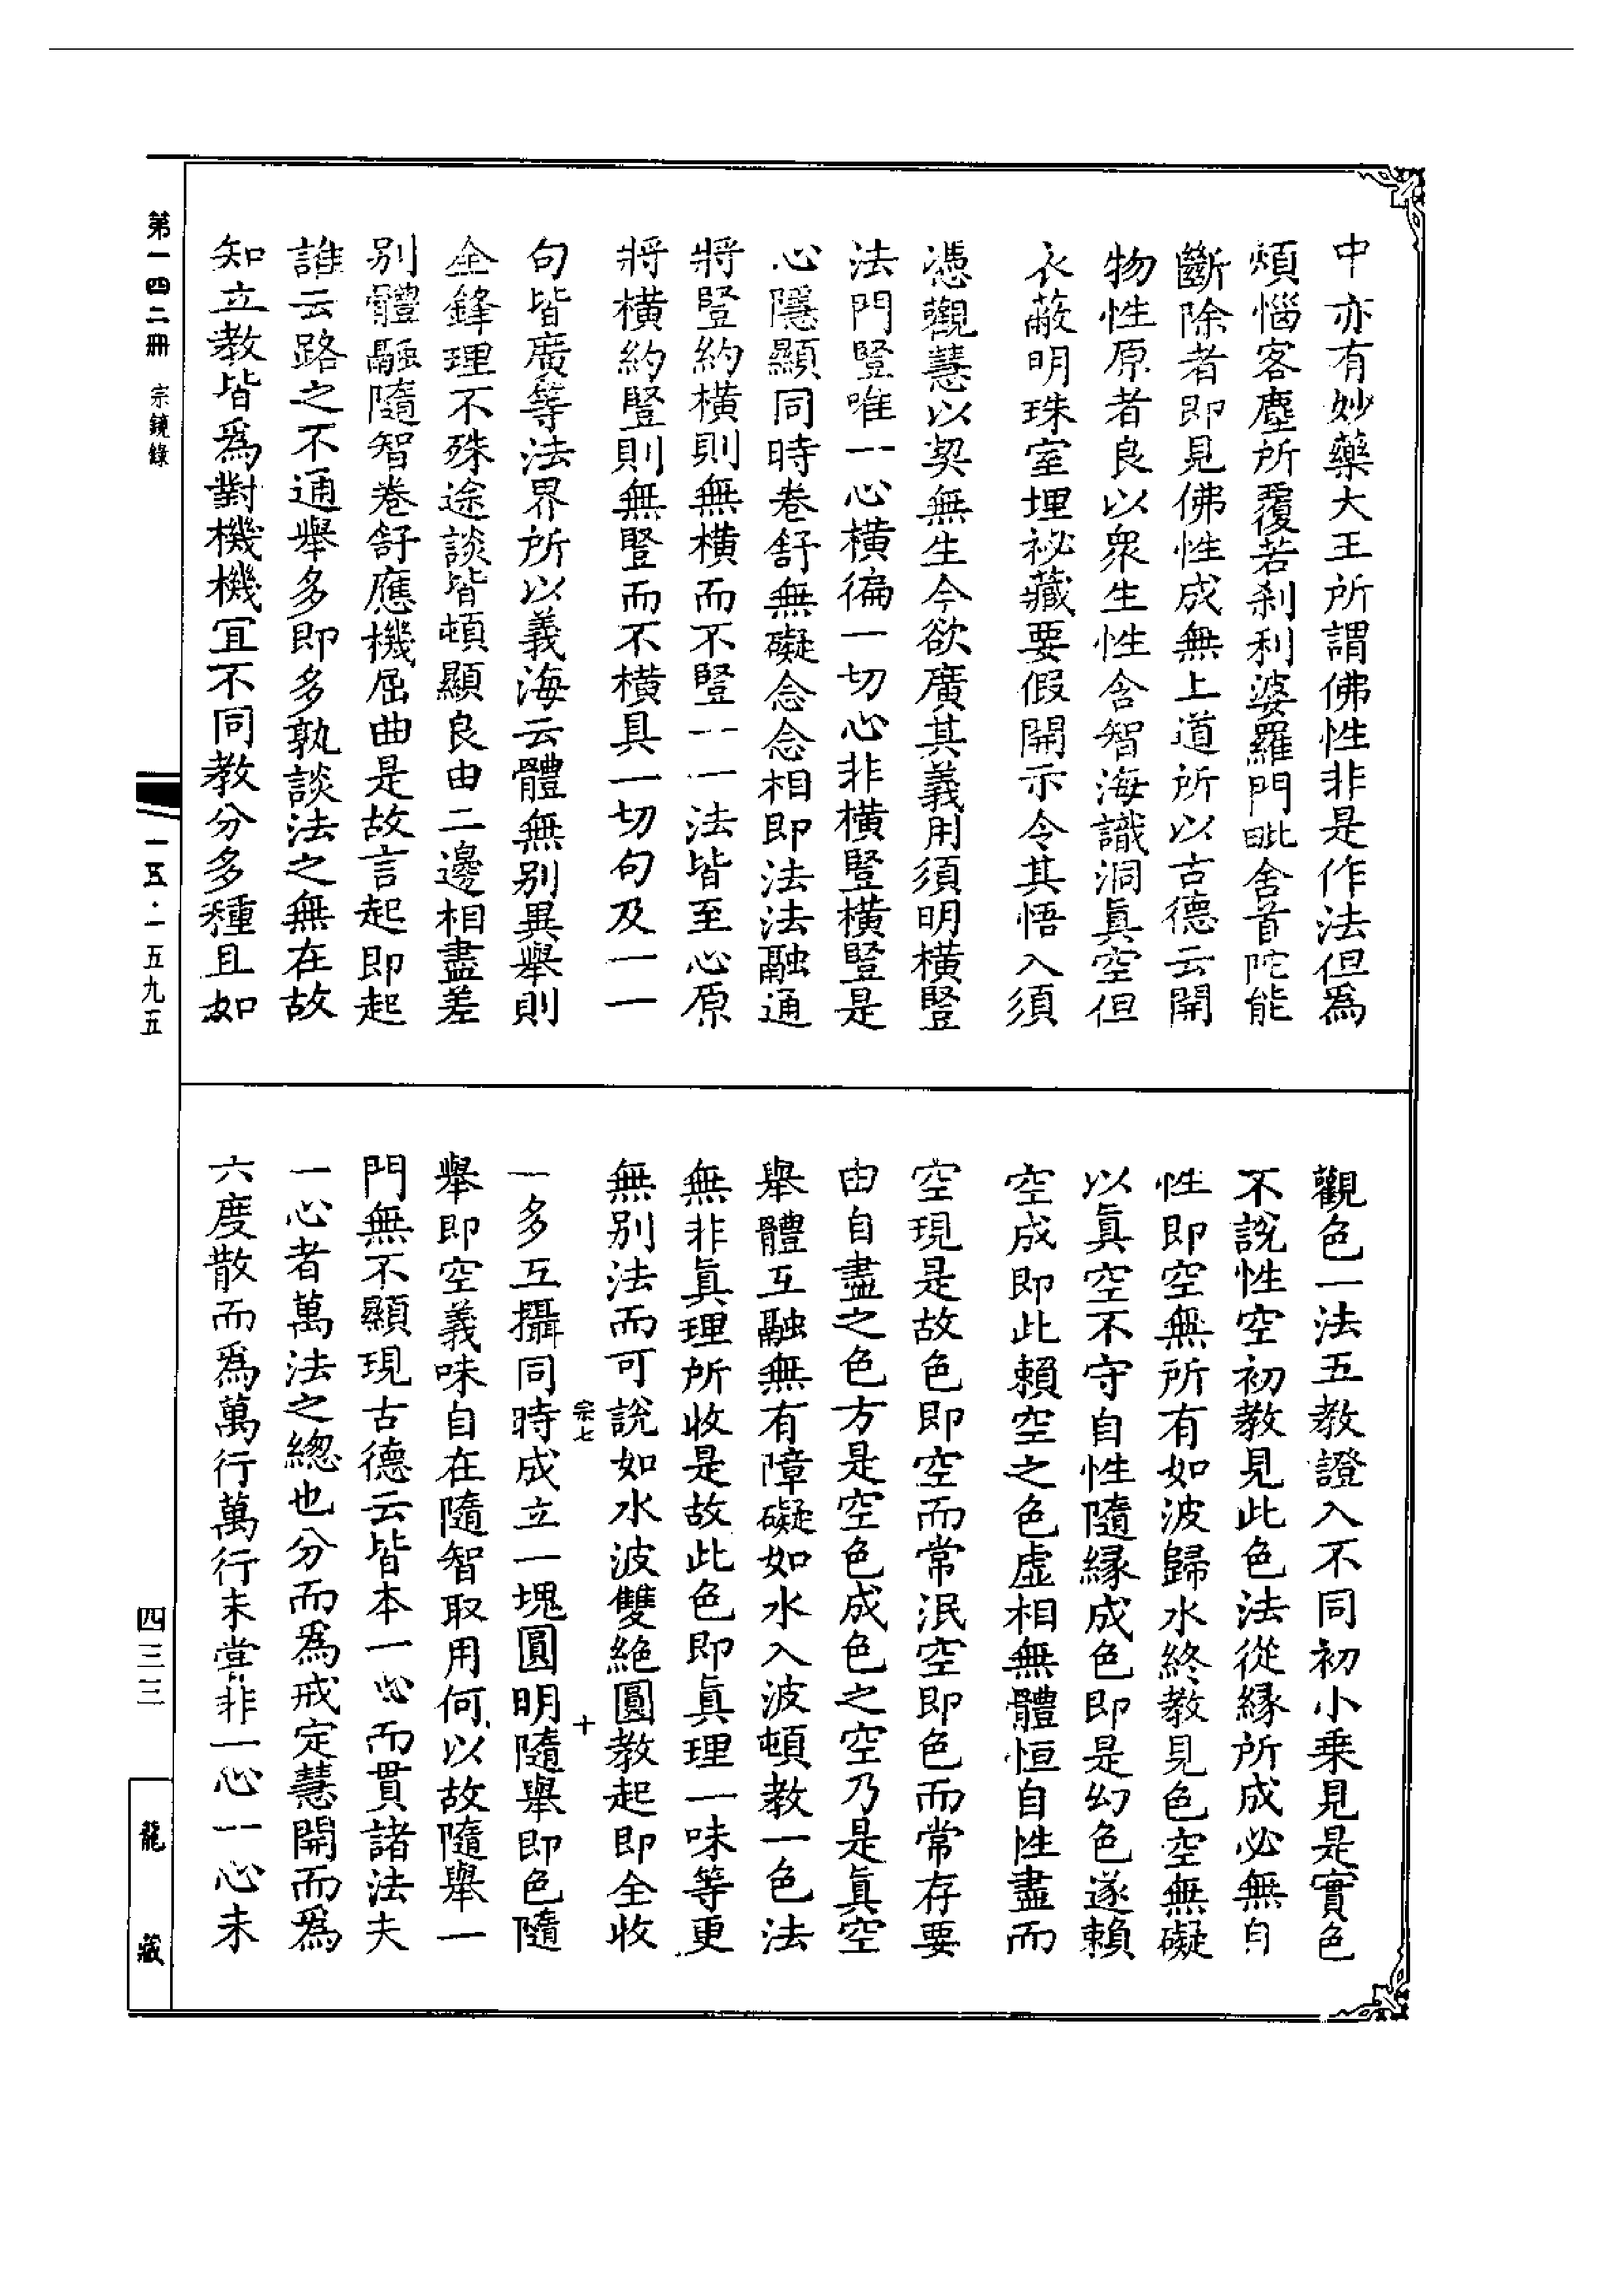 中亦有妙藥大王所謂佛性非是作法但為
煩惱客塵所覆若刹利婆羅門毗舍首陀能
斷除者即見佛性成無上道所以古德云開
物性原者良以眾生性含智海識洞真空但
衣蔽明珠室埋祕藏要假開示令其悟入須
憑觀慧以契無生今欲廣其義用須明橫豎
法門豎唯一心橫徧一切心非橫豎橫豎是
心隱顯同時卷舒無礙念念相即法法融通
將豎約橫則無橫而不豎一一法皆至心原
將橫約豎則無豎而不橫具一切句及一一
句皆廣等法界所以義海云體無別異舉則
全鋒理不殊途談皆頓顯良由二邊相盡差
別體融隨智卷舒應機屈曲是故言起即起
誰云路之不通舉多即多孰談法之無在故
知立教皆為對機機宜不同教分多種且如
觀色一法五教證入不同初小乘見是實色
不說性空初教見此色法從緣所成必無自
性即空無所有如波歸水終教見色空無礙
以真空不守自性隨緣成色即是幻色遂賴
空成即此賴空之色虛相無體恒自性盡而
空現是故色即空而常泯空即色而常存要
由自盡之色方是空色成色之空乃是真空
舉體互融無有障礙如水入波頓教一色法
無非真理所收是故此色即真理一味等更
無別法而可說如水波雙絕圓教起即全收
宗七 十
一多互攝同時成立一塊圓明隨舉即色隨
舉即空義味自在隨智取用何以故隨舉一
門無不顯現古德云皆本一心而貫諸法夫
一心者萬法之總也分而為戒定慧開而為
六度散而為萬行萬行未嘗非一心一心未
第一四二冊 宗鏡錄
一五·一五九五
四三三
龍藏